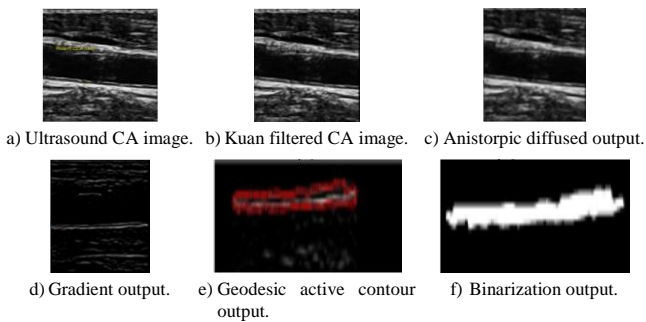 a) Ultrasound CA image. b) Kuan filtered CA image. c) Anistorpic diffused output.
d) Gradient output. e) Geodesic active contour output. f) Binarization output.